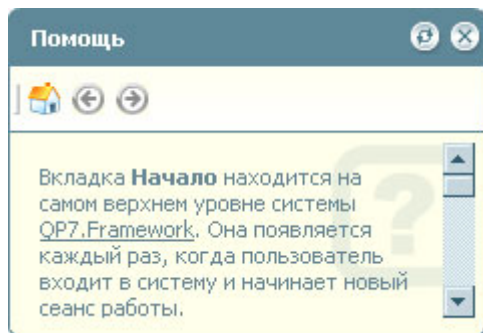 Помощь
Вкладка Начало находится на
самом верхнем уровне системы
QP7.Framework. Она появляется
каждый раз, когда пользователь
входит в систему и начинает новый
сеанс работы.